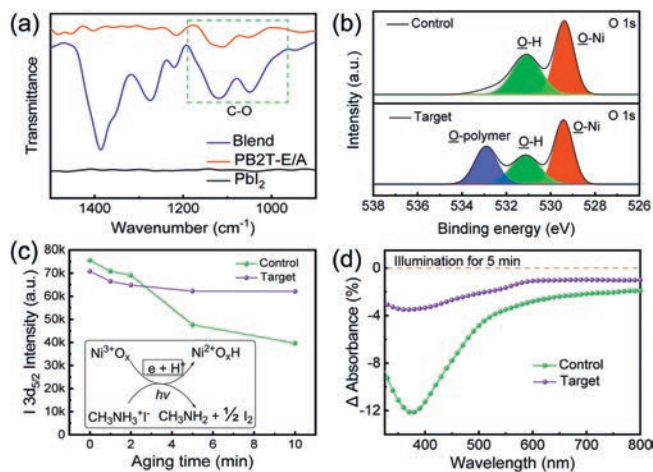 (a)
Transmittance
C-O
Blend
PB2T-E/A
PbI₂
1400 1200 1000
Wavenumber (cm⁻¹)
(b)
Control
O 1s
O-H
O-Ni
Intensity (a.u.)
Target
O 1s
O-polymer
O-H
O-Ni
538 536 534 532 530 528 526
Binding energy (eV)
(c)
I 3d₅/₂ Intensity (a.u.)
80k
70k
60k
50k
40k
30k
20k
10k
0
Control
Target
Ni³⁺Oₓ
Ni²⁺OₓH
e + H⁺
hν
CH₃NH₃⁺I⁻ CH₃NH₂ + ½ I₂
0 2 4 6 8 10
Aging time (min)
(d)
Illumination for 5 min
Δ Absorbance (%)
0
-4
-8
-12
Control
Target
400 500 600 700 800
Wavelength (nm)